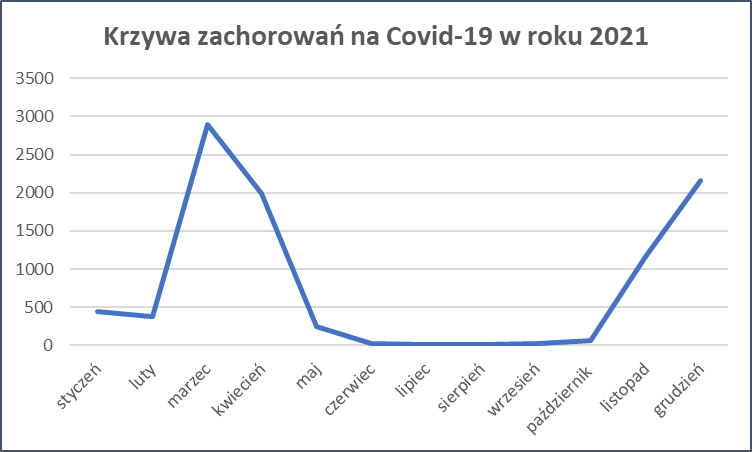 Krzywa zachorowań na Covid-19 w roku 2021
3500
3000
2500
2000
1500
1000
500
0
styczeń
luty
marzec
kwiecień
maj
czerwiec
lipiec
sierpień
wrzesień
październik
listopad
grudzień